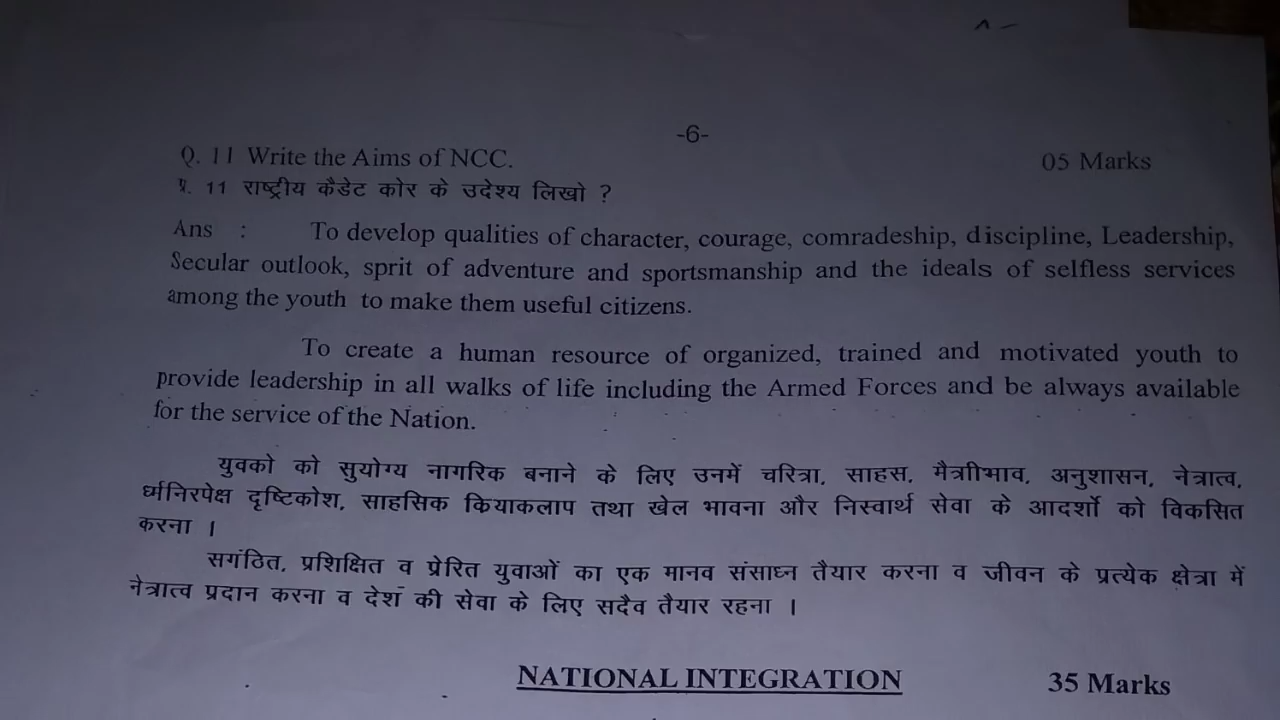 -6-
Q. 11 Write the Aims of NCC. 05 Marks
प्र. 11 राष्ट्रीय कैडेट कोर के उदेश्य लिखो ?
Ans : To develop qualities of character, courage, comradeship, discipline, Leadership,
Secular outlook, sprit of adventure and sportsmanship and the ideals of selfless services
among the youth to make them useful citizens.
To create a human resource of organized, trained and motivated youth to
provide leadership in all walks of life including the Armed Forces and be always available
for the service of the Nation.
युवको को सुयोग्य नागरिक बनाने के लिए उनमें चरित्रा, साहस, मैत्राीभाव, अनुशासन, नेत्रात्व,
र्ध्मनिरपेक्ष दृष्टिकोश, साहसिक कियाकलाप तथा खेल भावना और निस्वार्थ सेवा के आदर्शो को विकसित
करना ।
सगंठित, प्रशिक्षित व प्रेरित युवाओं का एक मानव संसाध्न तैयार करना व जीवन के प्रत्येक क्षेत्रा में
नेत्रात्व प्रदान करना व देश की सेवा के लिए सदैव तैयार रहना ।
NATIONAL INTEGRATION 35 Marks